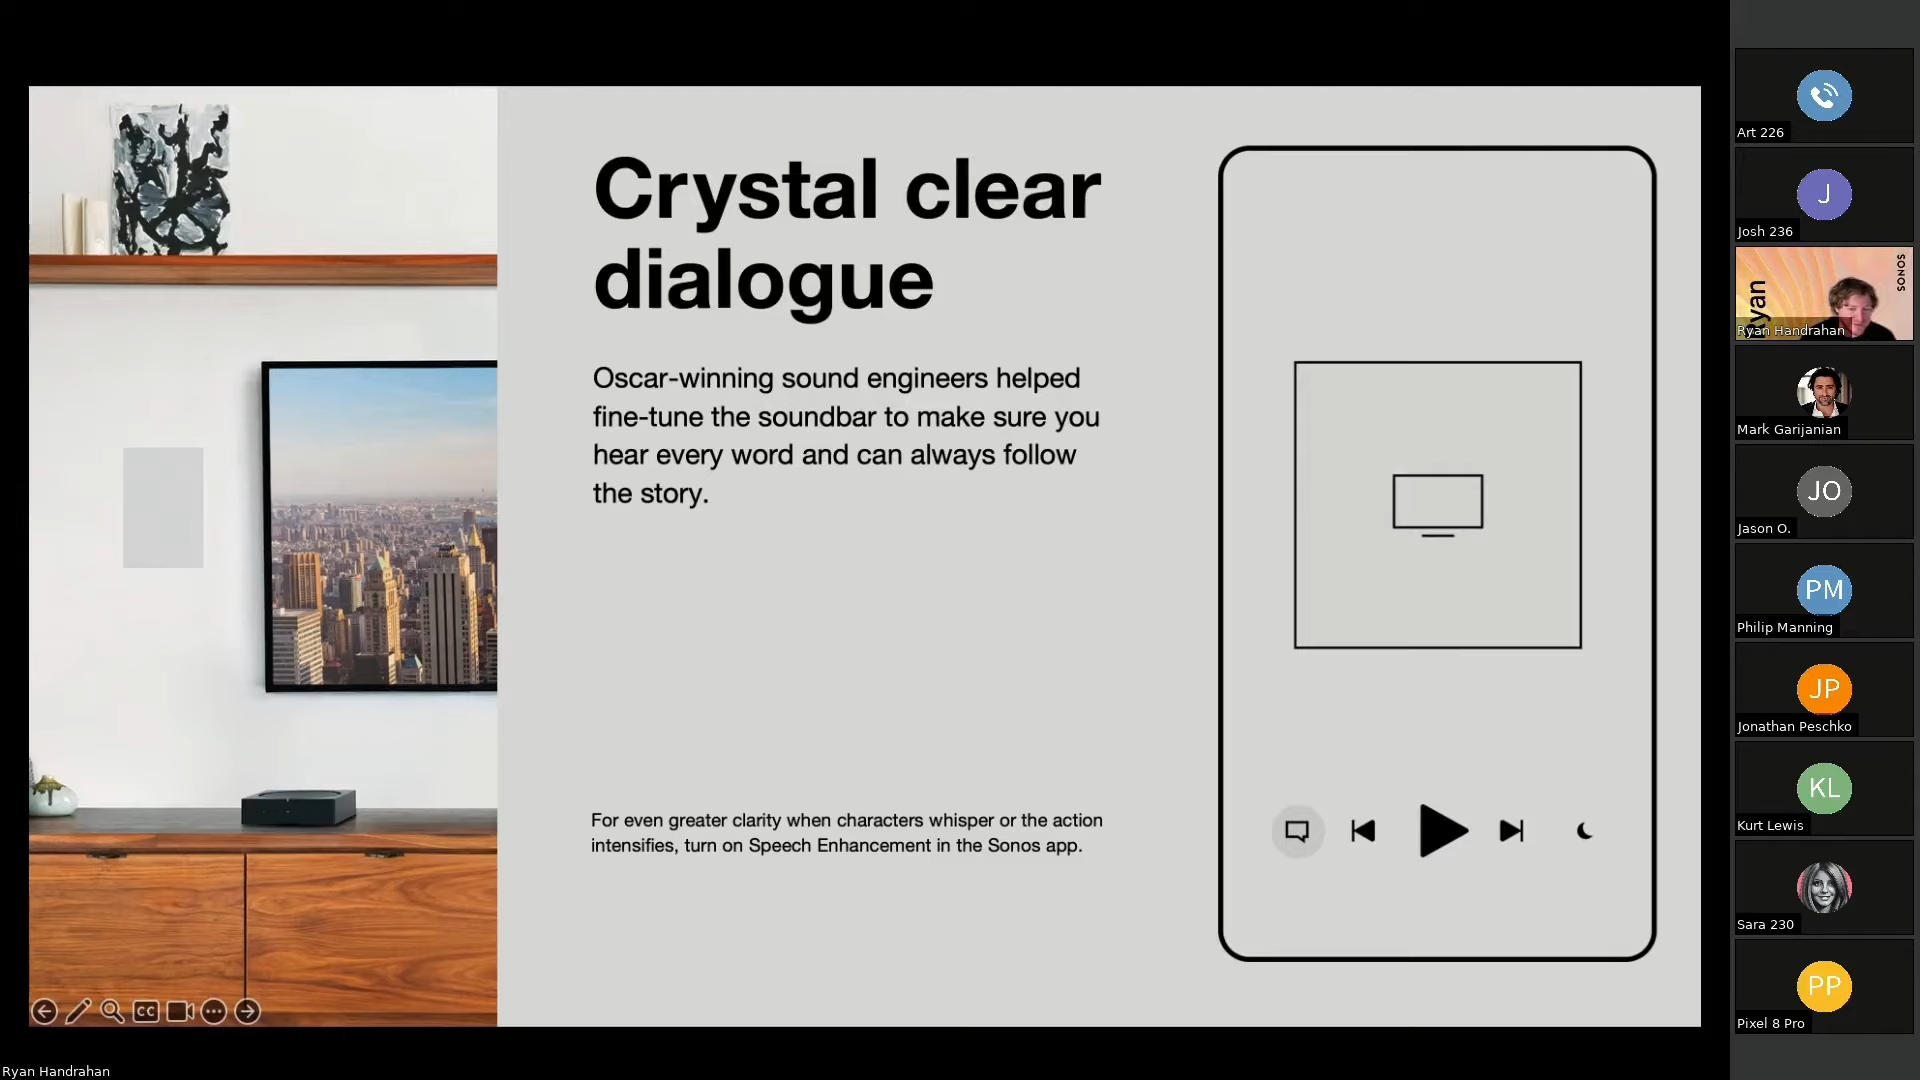 Crystal clear
dialogue
Oscar-winning sound engineers helped
fine-tune the soundbar to make sure you
hear every word and can always follow
the story.
For even greater clarity when characters whisper or the action
intensifies, turn on Speech Enhancement in the Sonos app.
CC
Ryan Handrahan
Art 226
J
Josh 236
Ryan
SONOS
Ryan Handrahan
Mark Garijanian
JO
Jason O.
PM
Philip Manning
JP
Jonathan Peschko
KL
Kurt Lewis
Sara 230
PP
Pixel 8 Pro